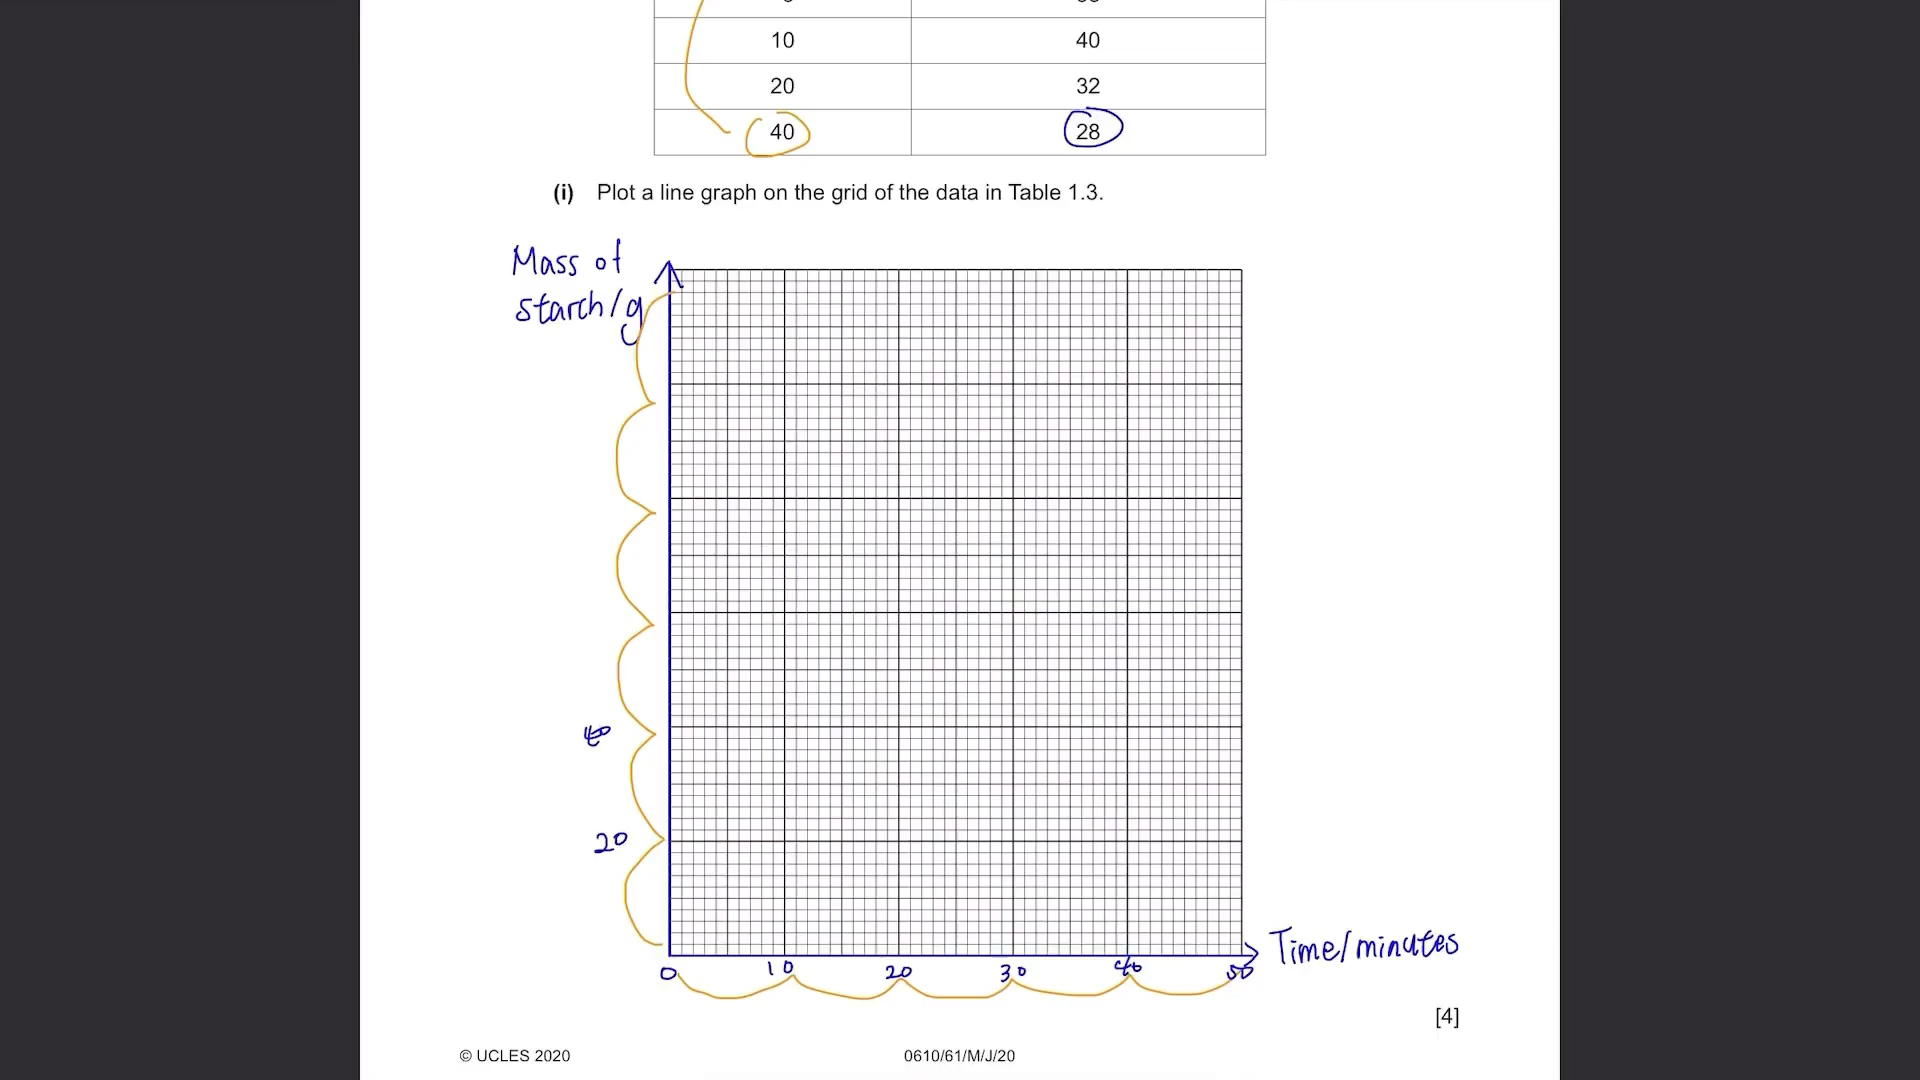 10 40
20 32
40 28
(i) Plot a line graph on the grid of the data in Table 1.3.
Mass of
starch/g
40
20
Time/minutes
0 10 20 30 40 50
[4]
© UCLES 2020 0610/61/M/J/20